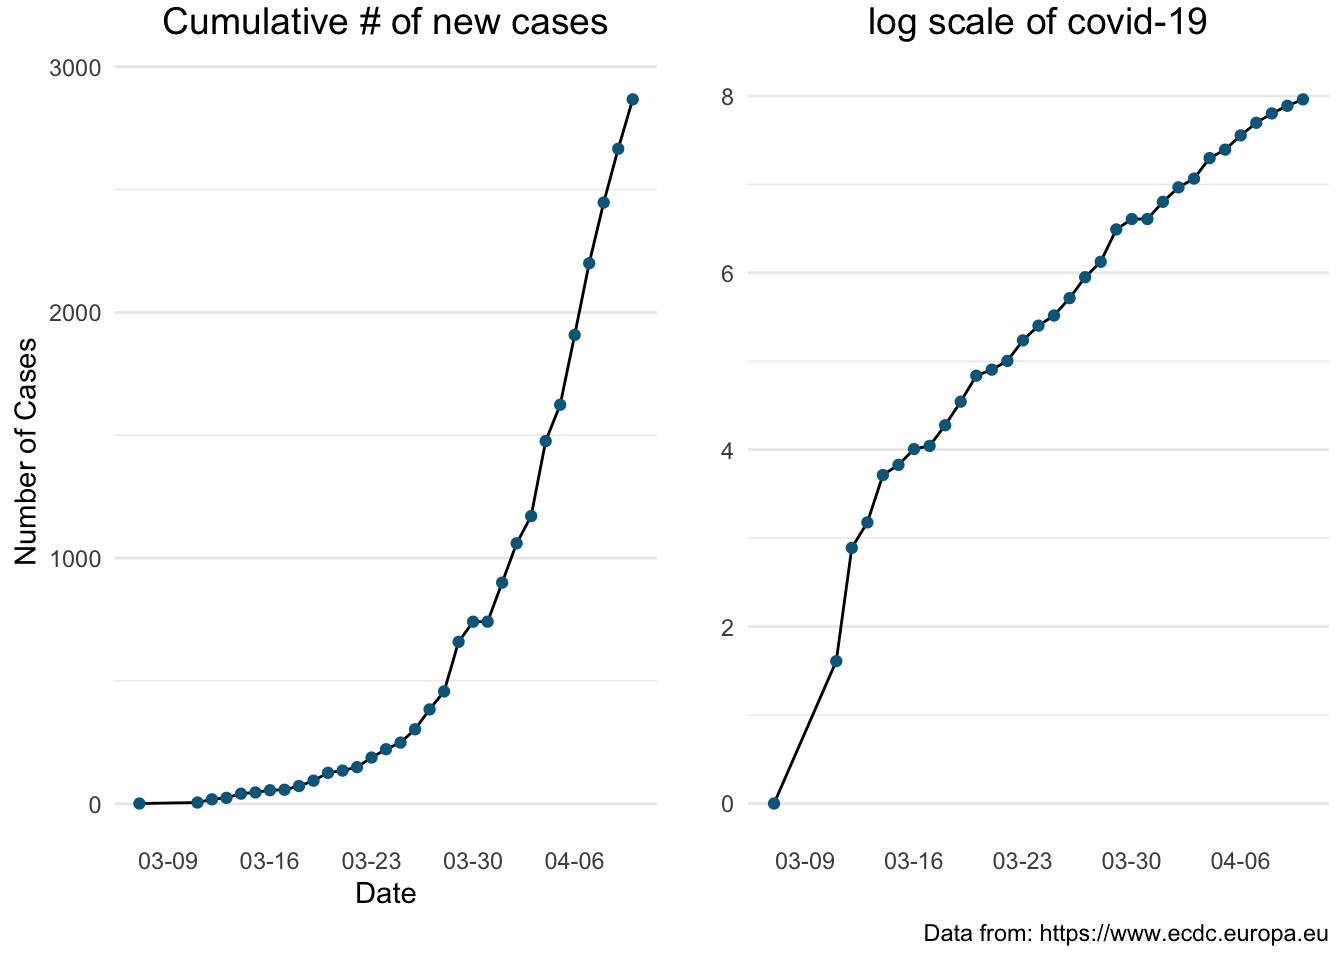 Cumulative # of new cases
Number of Cases
3000
2000
1000
0
03-09 03-16 03-23 03-30 04-06
Date
log scale of covid-19
8
6
4
2
0
03-09 03-16 03-23 03-30 04-06
Data from: https://www.ecdc.europa.eu